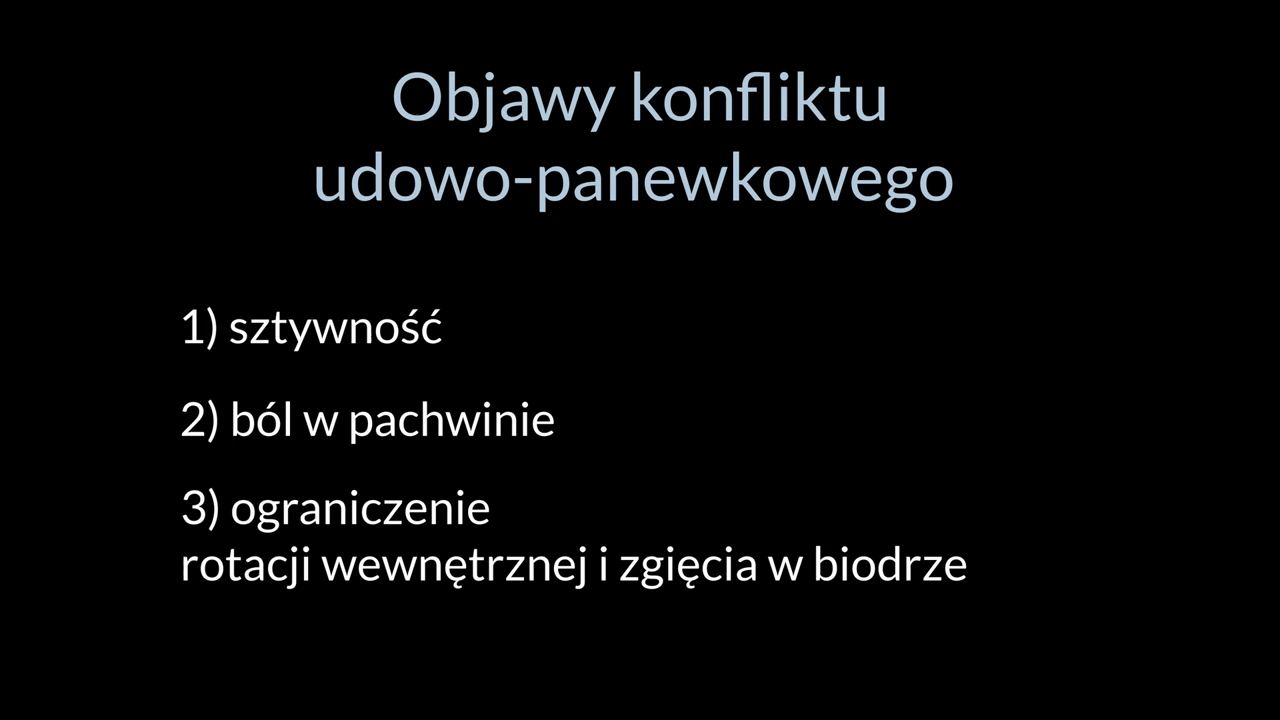 Objawy konfliktu
udowo-panewkowego
1) sztywność
2) ból w pachwinie
3) ograniczenie
rotacji wewnętrznej i zgięcia w biodrze